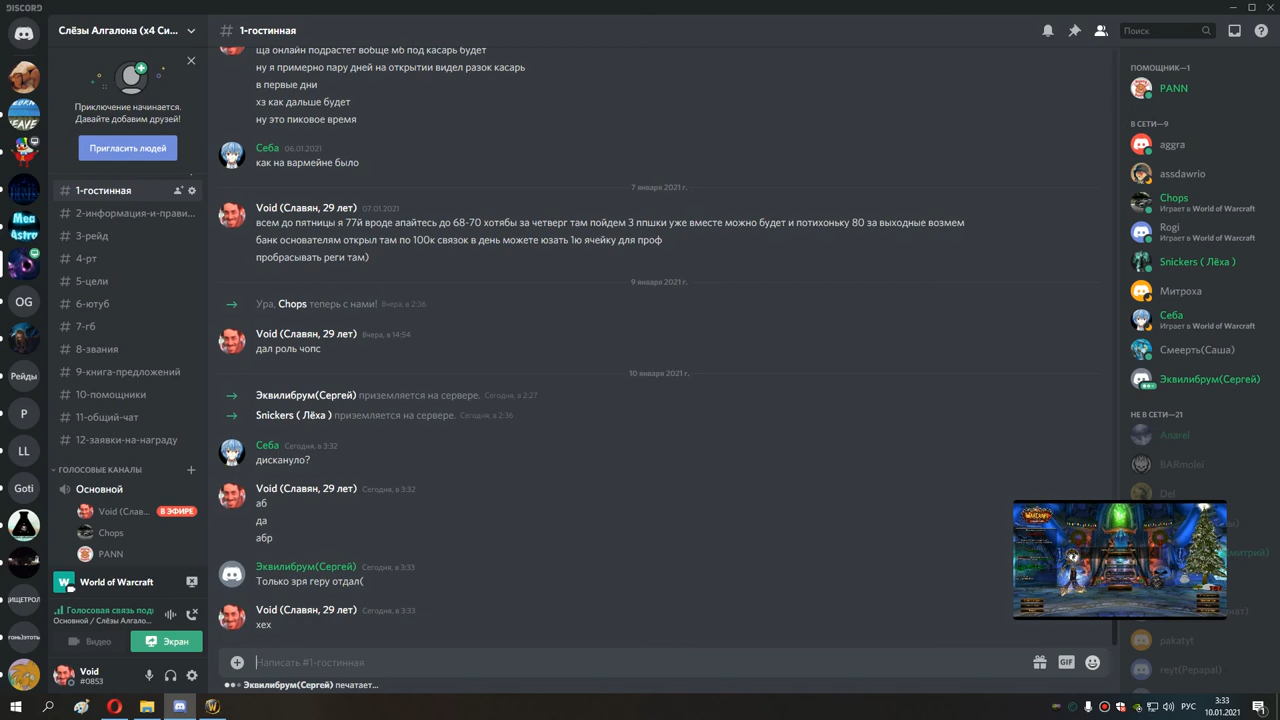 DISCORD
Слёзы Алгалона (x4 Си...
1-гостинная
Поиск
Приключение начинается.
Давайте добавим друзей!
Пригласить людей
1-гостинная
2-информация-и-прави...
3-рейд
4-рт
5-цели
6-ютуб
7-гб
8-звания
9-книга-предложений
10-помощники
11-общий-чат
12-заявки-на-награду
ГОЛОСОВЫЕ КАНАЛЫ
Основной
Void (Слав... В ЭФИРЕ
Chops
PANN
World of Warcraft
Голосовая связь под
Основной / Слёзы Алгало...
Видео
Экран
Void
#0853
OG
Рейды
P
LL
Goti
ИЩЕТРОЛ
ща онлайн подрастет вобще мб под касарь будет
ну я примерно пару дней на открытии видел разок касарь
в первые дни
хз как дальше будет
ну это пиковое время
Себа 06.01.2021
как на вармейне было
7 января 2021 г.
Void (Славян, 29 лет) 07.01.2021
всем до пятницы я 77й вроде апайтесь до 68-70 хотябы за четверг там пойдем 3 ппшки уже вместе можно будет и потихоньку 80 за выходные возмем
банк основателям открыл там по 100к связок в день можете юзать 1ю ячейку для проф
пробрасывать реги там)
9 января 2021 г.
Ура, Chops теперь с нами! Вчера, в 2:36
Void (Славян, 29 лет) Вчера, в 14:54
дал роль чопс
10 января 2021 г.
Эквилибрум(Сергей) приземляется на сервере. Сегодня, в 2:27
Snickers ( Лёха ) приземляется на сервере. Сегодня, в 2:36
Себа Сегодня, в 3:32
дискануло?
Void (Славян, 29 лет) Сегодня, в 3:32
аб
да
абр
Эквилибрум(Сергей) Сегодня, в 3:33
Только зря геру отдал(
Void (Славян, 29 лет) Сегодня, в 3:33
хех
Написать #1-гостинная
GIF
Эквилибрум(Сергей) печатает...
ПОМОЩНИК—1
PANN
В СЕТИ—9
aggra
assdawrio
Chops
Играет в World of Warcraft
Rogi
Играет в World of Warcraft
Snickers ( Лёха )
Митроха
Себа
Играет в World of Warcraft
Смеерть(Саша)
Эквилибрум(Сергей)
НЕ В СЕТИ—21
Anarel
BARmolei
Del
pakatyt
reyt(Pepapal)
РУС
3:33
10.01.2021